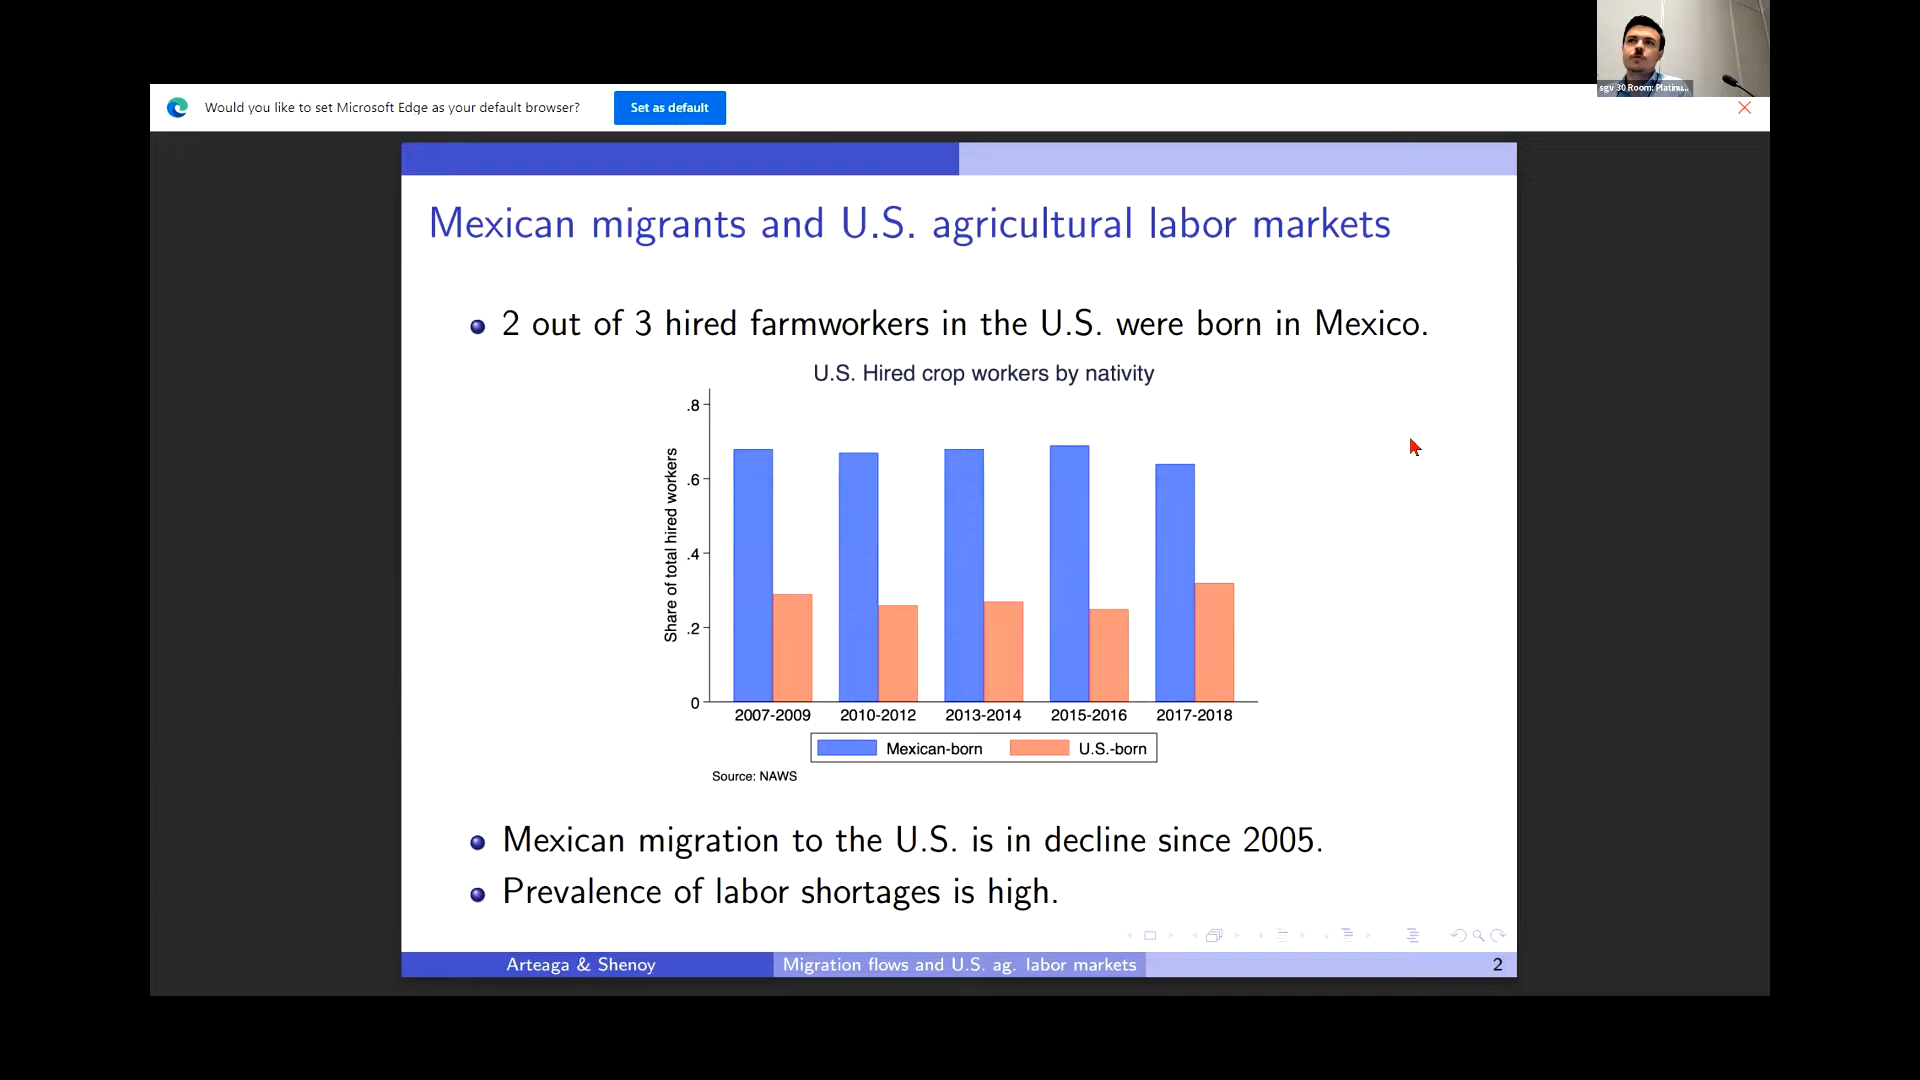 sgv 30 Room: Platinu...
Would you like to set Microsoft Edge as your default browser?
Set as default
Mexican migrants and U.S. agricultural labor markets
2 out of 3 hired farmworkers in the U.S. were born in Mexico.
U.S. Hired crop workers by nativity
Share of total hired workers
.8
.6
.4
.2
0
2007-2009 2010-2012 2013-2014 2015-2016 2017-2018
Mexican-born U.S.-born
Source: NAWS
Mexican migration to the U.S. is in decline since 2005.
Prevalence of labor shortages is high.
Arteaga & Shenoy Migration flows and U.S. ag. labor markets 2